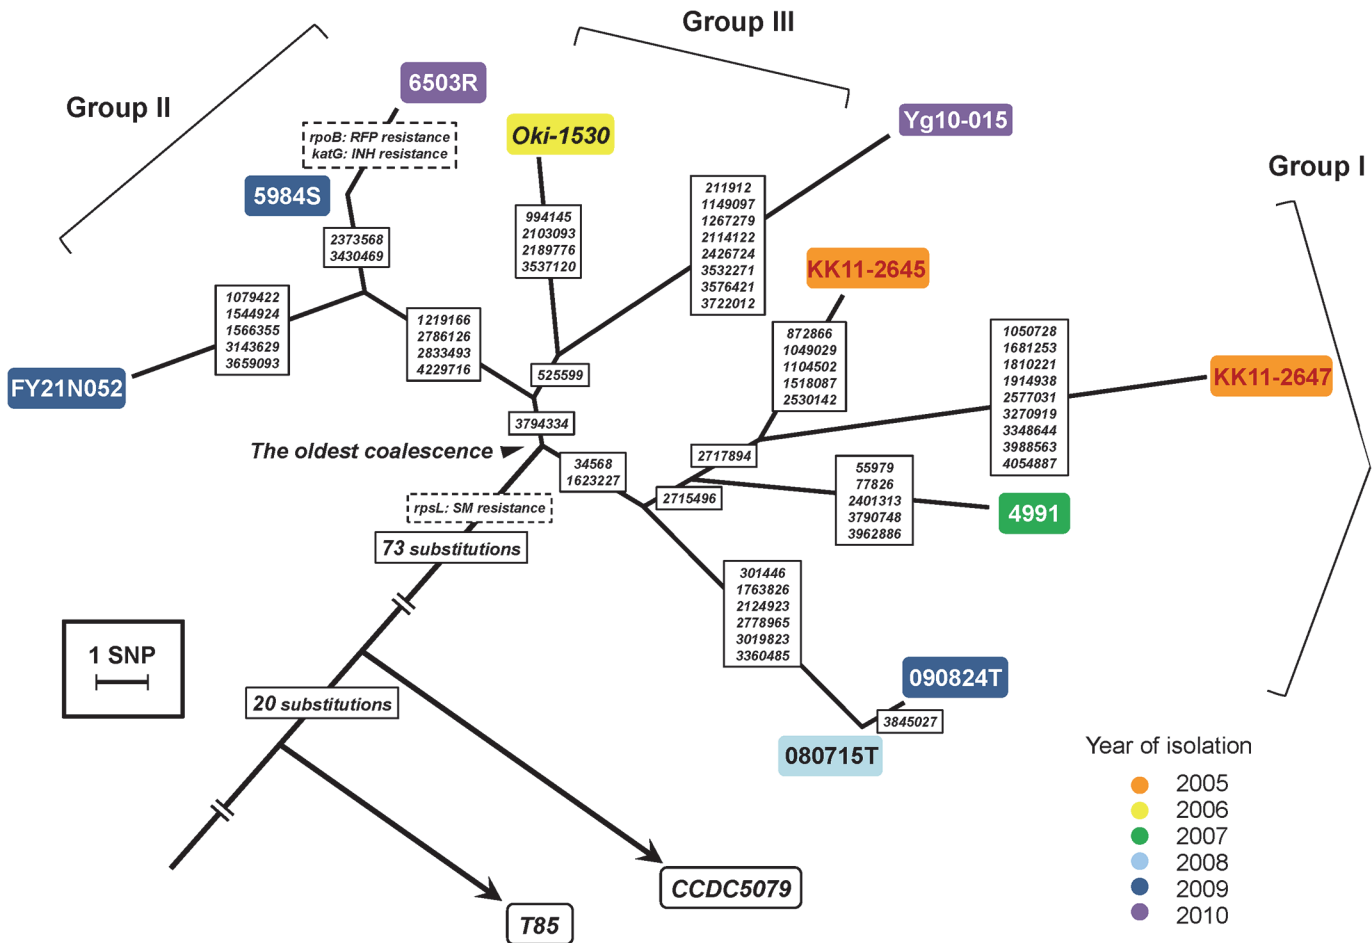 Group III
Group II
6503R
rpoB: RFP resistance
katG: INH resistance
Oki-1530
Yg10-015
Group I
5984S
2373568
3430469
994145
2103093
2189776
3537120
211912
1149097
1267279
2114122
2426724
3532271
3576421
3722012
KK11-2645
1079422
1544924
1566355
3143629
3659093
1219166
2786126
2833493
4229716
525599
872866
1049029
1104502
1518087
2530142
1050728
1681253
1810221
1914938
2577031
3270919
3348644
3988563
4054887
KK11-2647
FY21N052
3794334
The oldest coalescence
34568
1623227
2717894
2715496
55979
77826
2401313
3790748
3962886
4991
rpsL: SM resistance
73 substitutions
301446
1763826
2124923
2778965
3019823
3360485
1 SNP
20 substitutions
090824T
3845027
080715T
CCDC5079
T85
Year of isolation
2005
2006
2007
2008
2009
2010